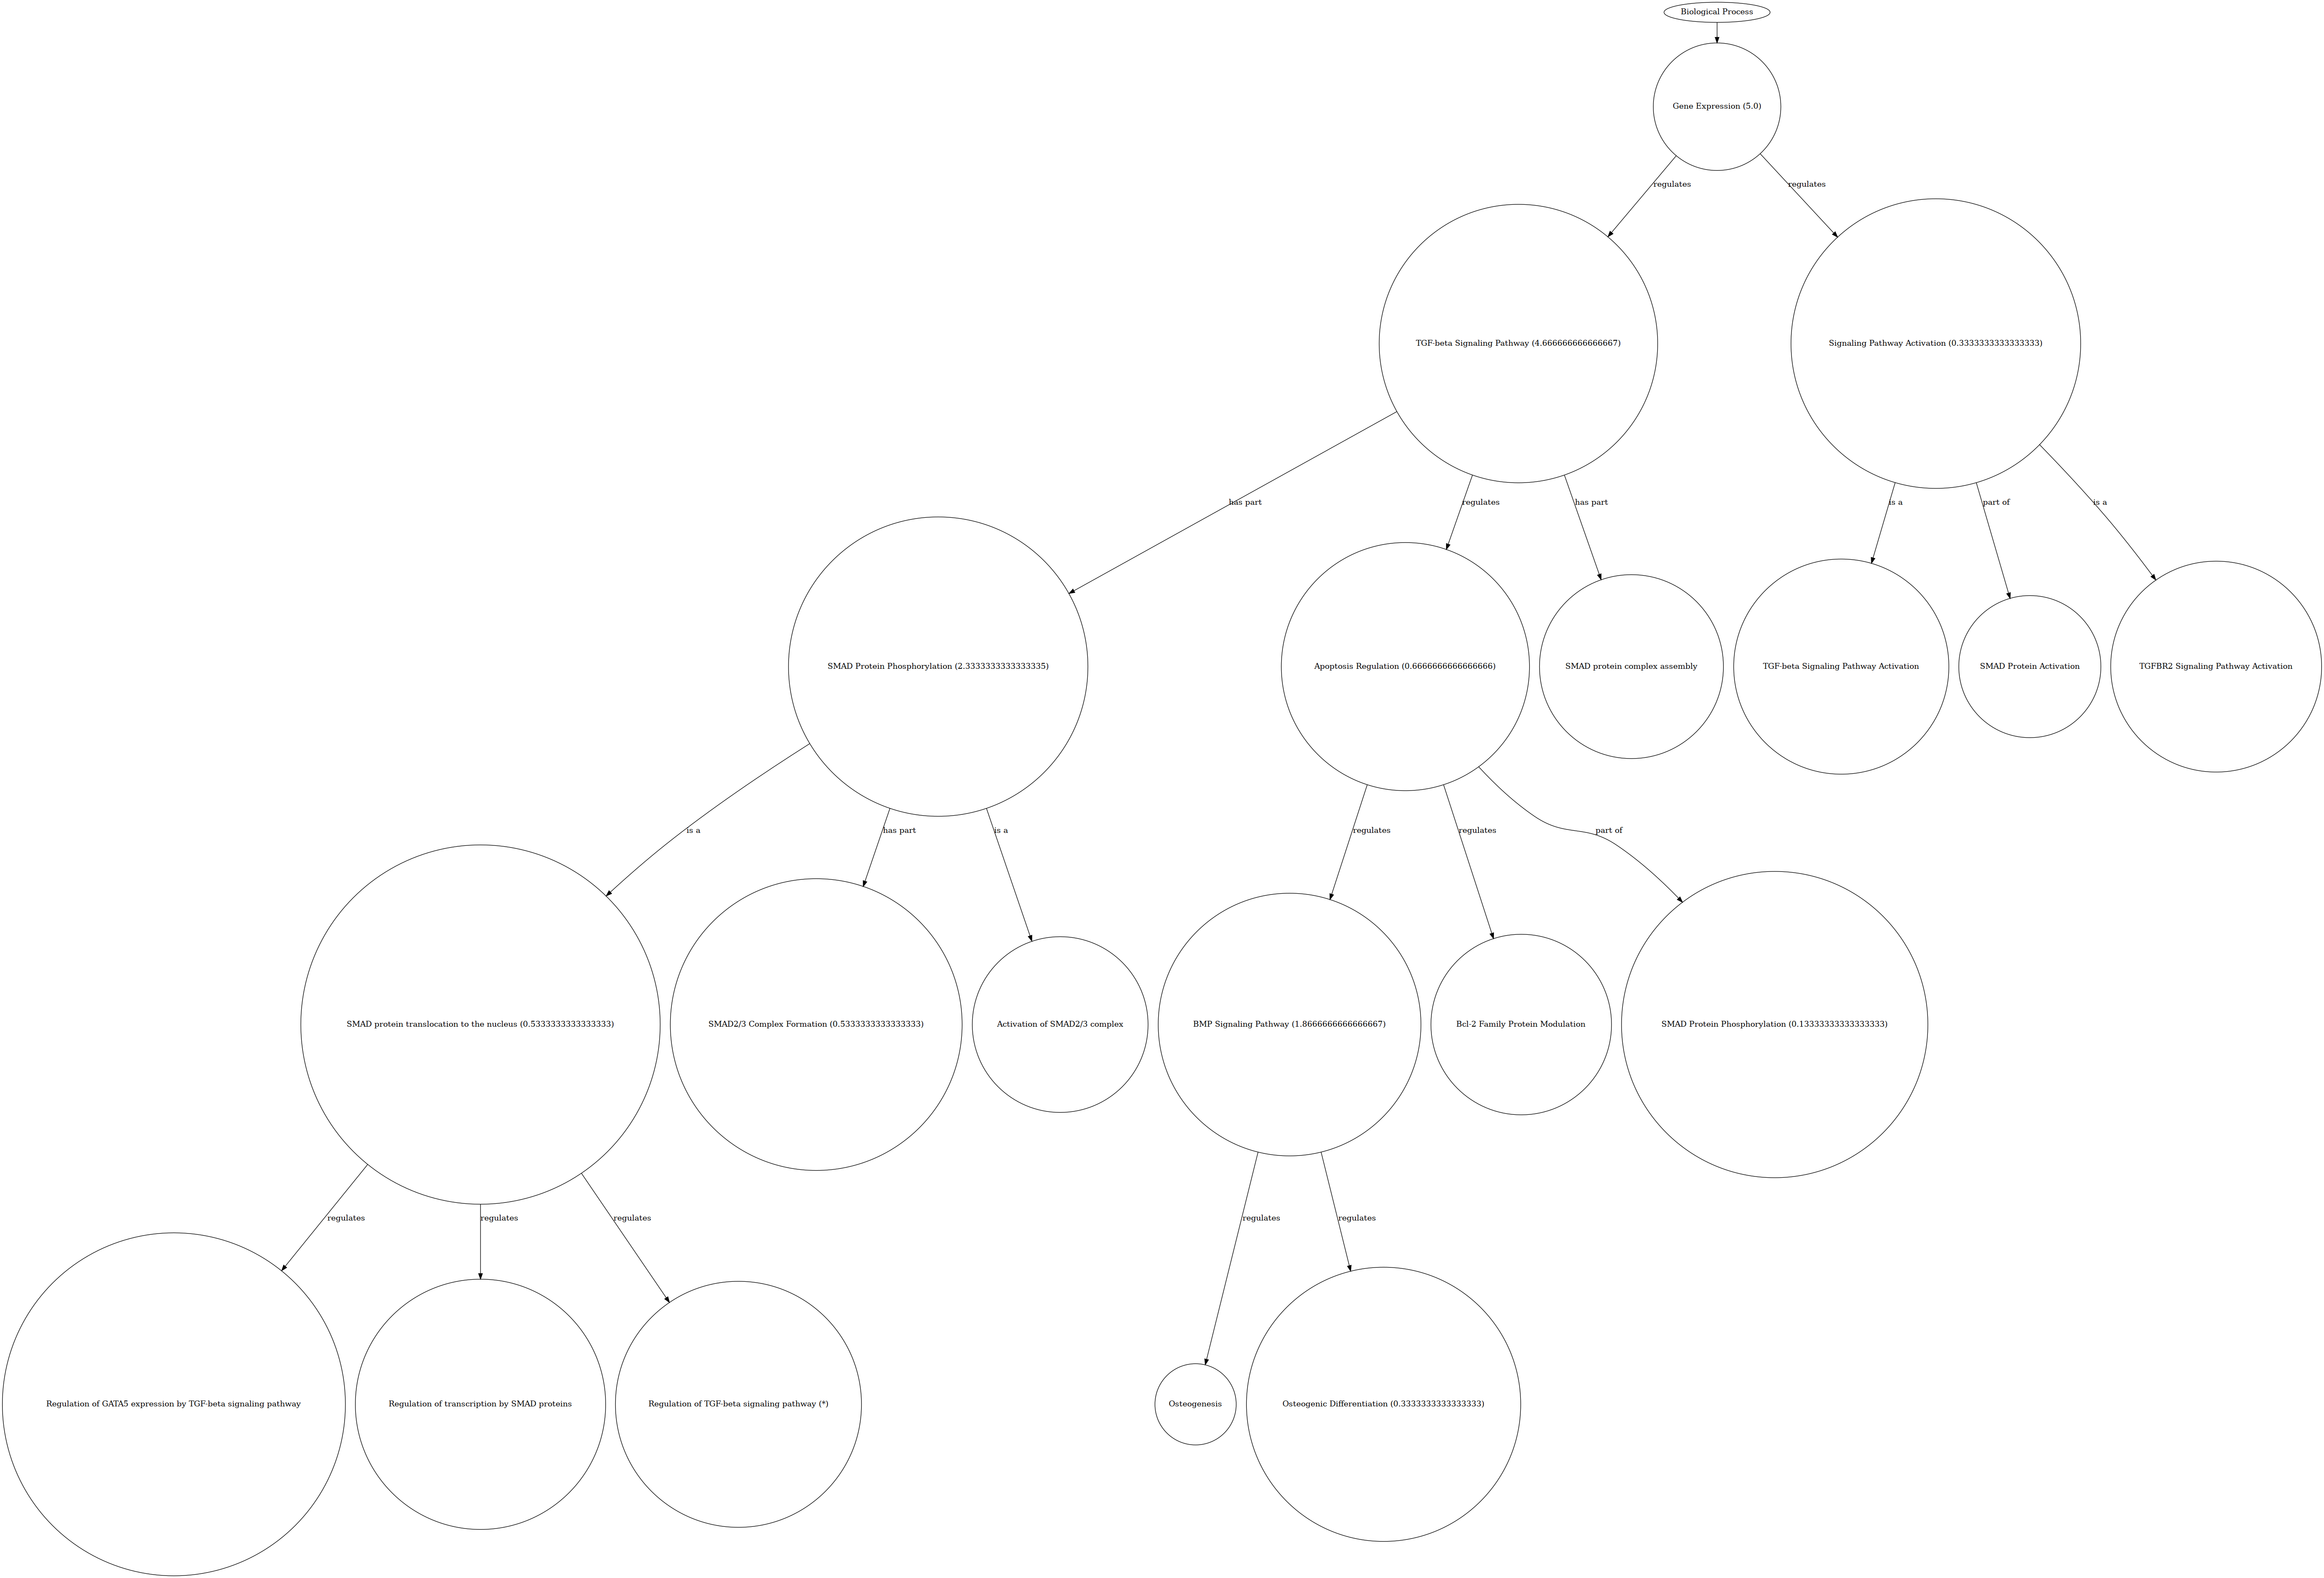 Biological Process
Gene Expression (5.0)
regulates
regulates
TGF-beta Signaling Pathway (4.666666666666667)
Signaling Pathway Activation (0.3333333333333333)
has part
regulates
has part
is a
part of
is a
SMAD Protein Phosphorylation (2.3333333333333335)
Apoptosis Regulation (0.6666666666666666)
SMAD protein complex assembly
TGF-beta Signaling Pathway Activation
SMAD Protein Activation
TGFBR2 Signaling Pathway Activation
is a
has part
is a
regulates
regulates
part of
SMAD protein translocation to the nucleus (0.5333333333333333)
SMAD2/3 Complex Formation (0.5333333333333333)
Activation of SMAD2/3 complex
BMP Signaling Pathway (1.8666666666666667)
Bcl-2 Family Protein Modulation
SMAD Protein Phosphorylation (0.13333333333333333)
regulates
regulates
regulates
regulates
regulates
Regulation of GATA5 expression by TGF-beta signaling pathway
Regulation of transcription by SMAD proteins
Regulation of TGF-beta signaling pathway (*)
Osteogenesis
Osteogenic Differentiation (0.3333333333333333)